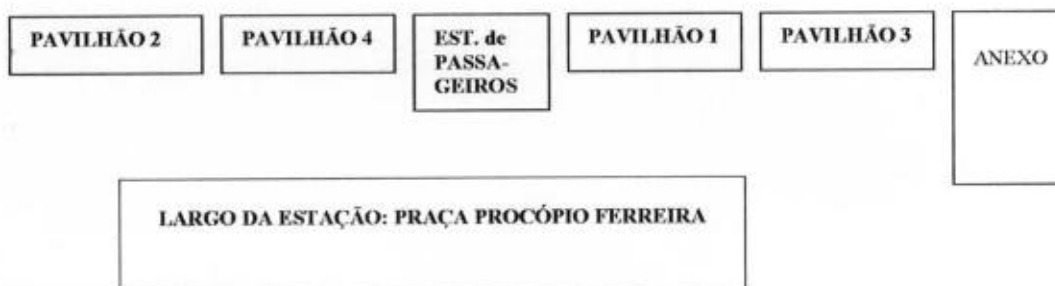 PAVILHÃO 2
PAVILHÃO 4
EST. de
PASSA-
GEIROS
PAVILHÃO 1
PAVILHÃO 3
ANEXO
LARGO DA ESTAÇÃO: PRAÇA PROCÓPIO FERREIRA